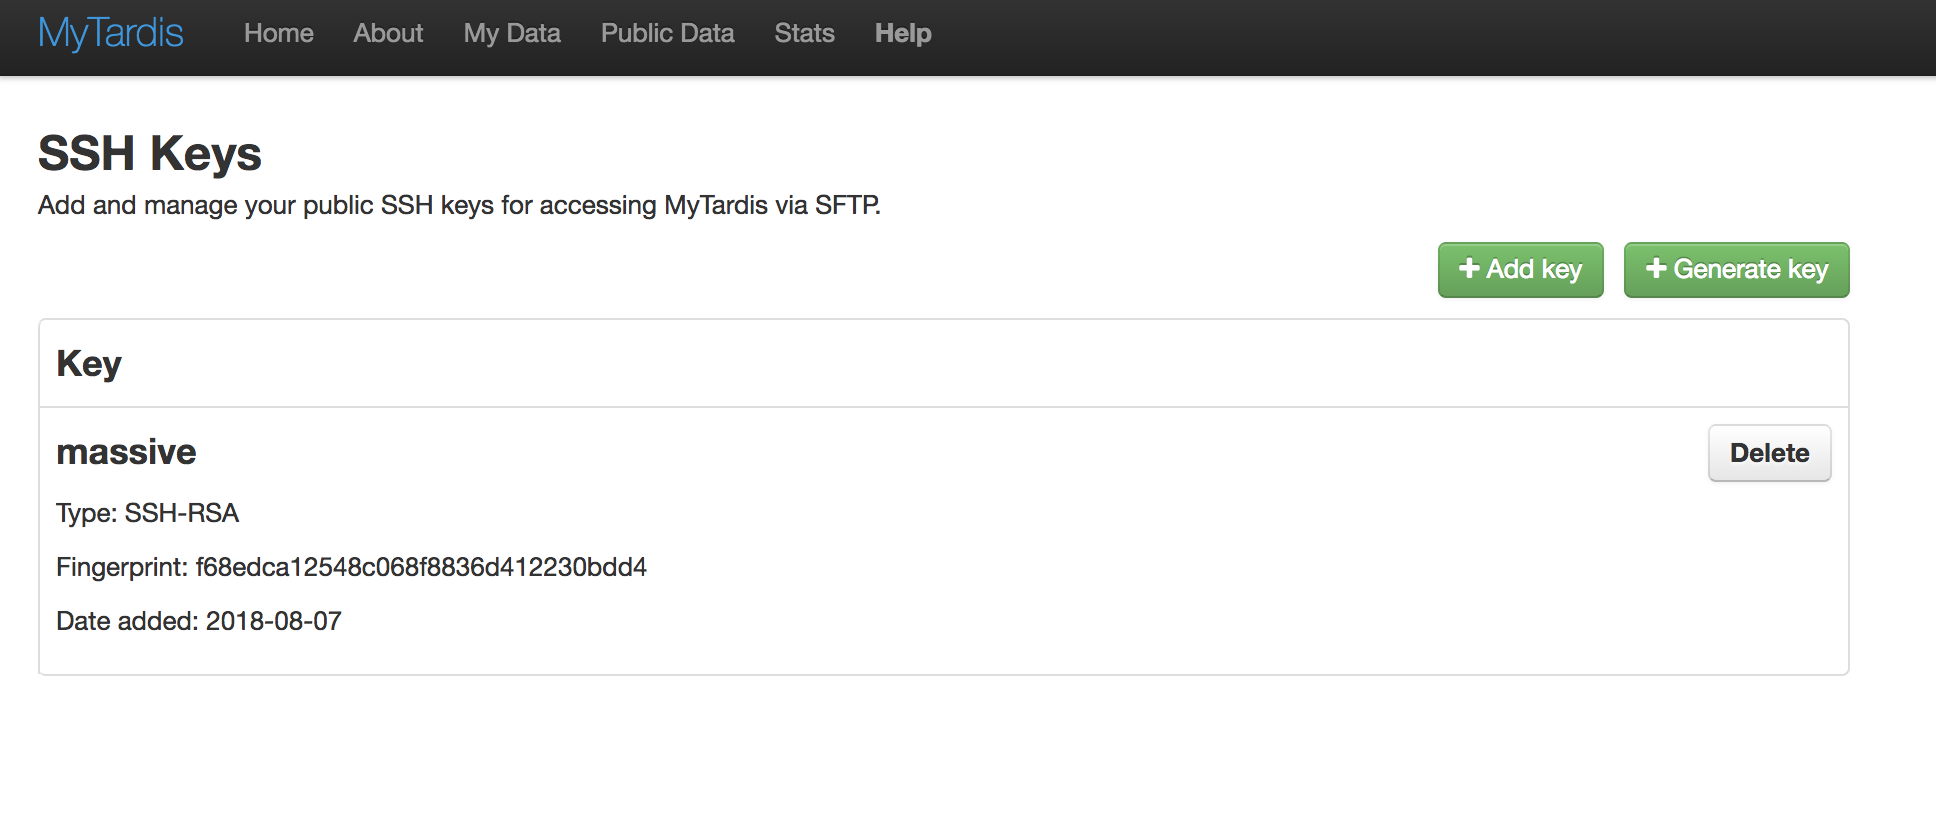 MyTardis Home About My Data Public Data Stats Help
SSH Keys
Add and manage your public SSH keys for accessing MyTardis via SFTP.
+ Add key + Generate key
Key
massive Delete
Type: SSH-RSA
Fingerprint: f68edca12548c068f8836d412230bdd4
Date added: 2018-08-07